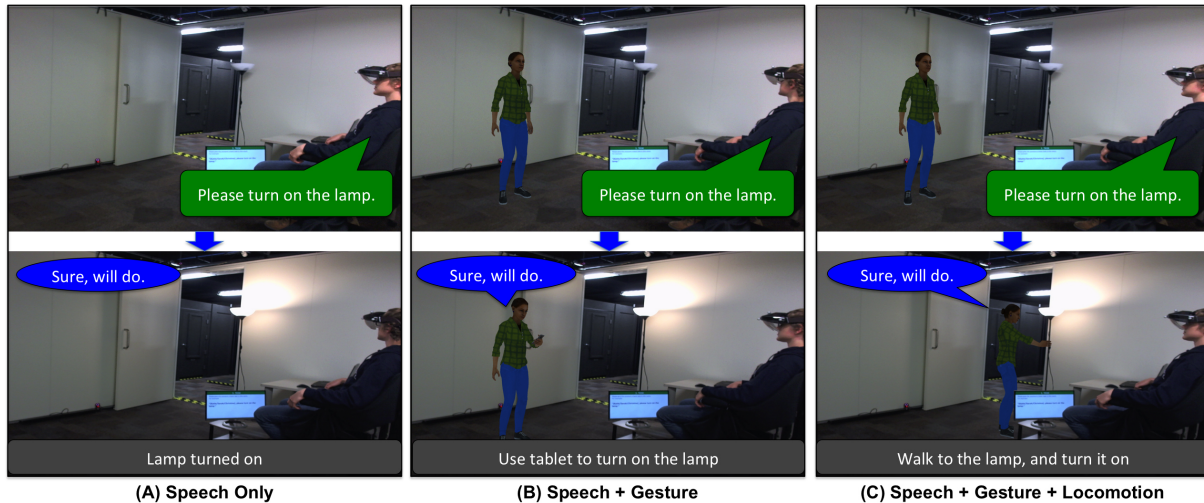 Please turn on the lamp.
Please turn on the lamp.
Please turn on the lamp.
Sure, will do.
Sure, will do.
Sure, will do.
Lamp turned on
Use tablet to turn on the lamp
Walk to the lamp, and turn it on
(A) Speech Only
(B) Speech + Gesture
(C) Speech + Gesture + Locomotion